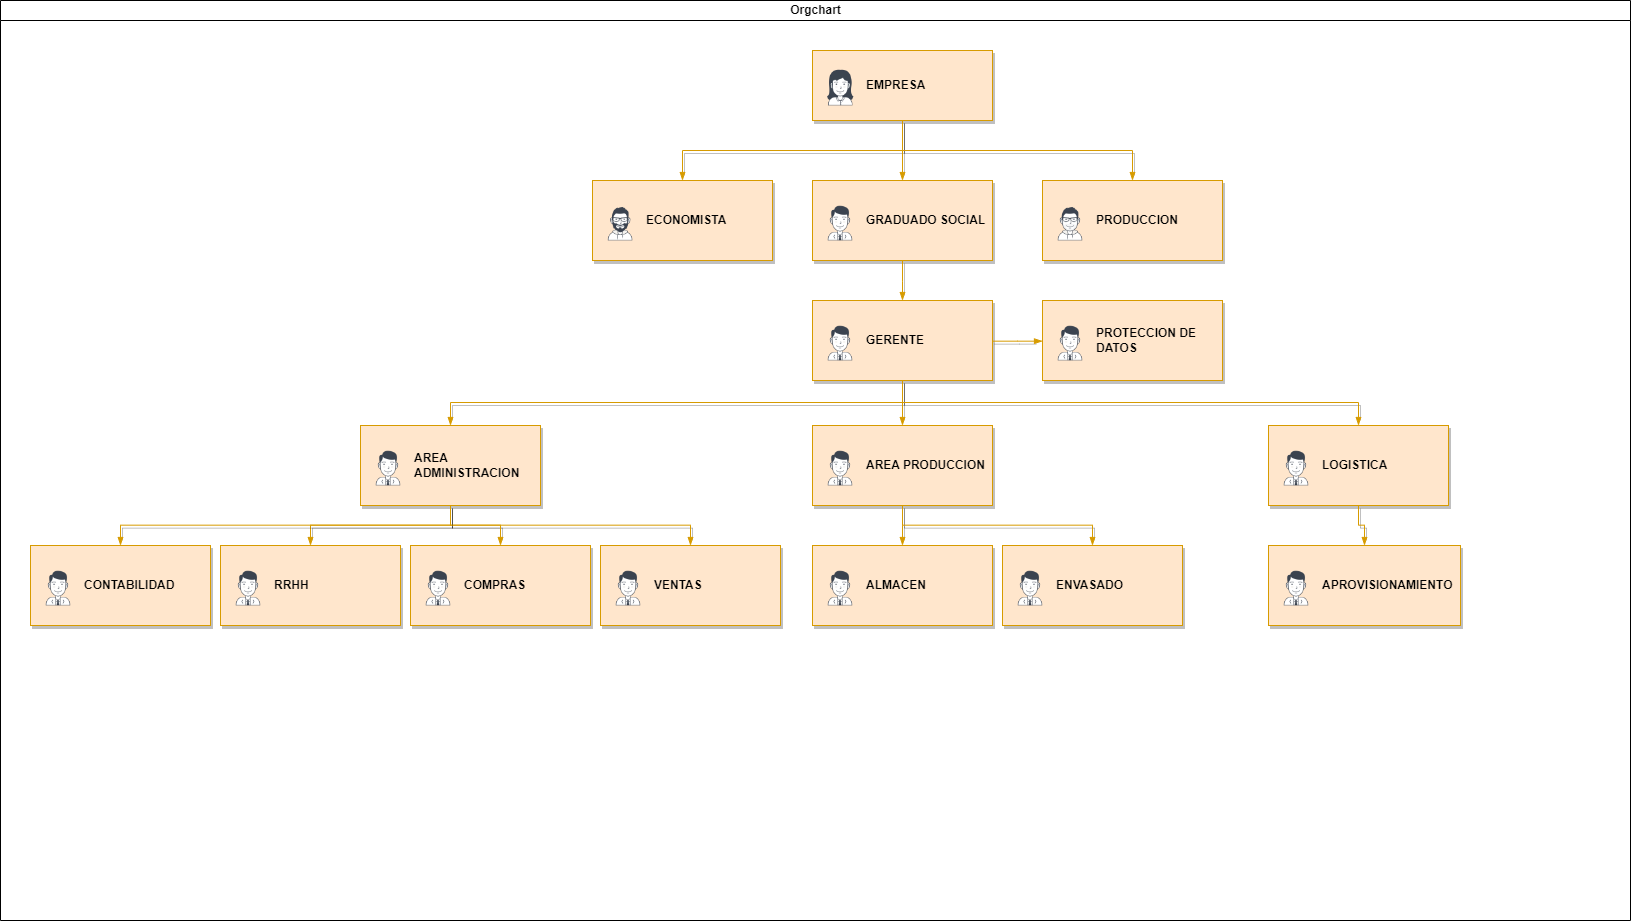 Orgchart
EMPRESA
ECONOMISTA
GRADUADO SOCIAL
PRODUCCION
GERENTE
PROTECCION DE
DATOS
AREA
ADMINISTRACION
AREA PRODUCCION
LOGISTICA
CONTABILIDAD
RRHH
COMPRAS
VENTAS
ALMACEN
ENVASADO
APROVISIONAMIENTO